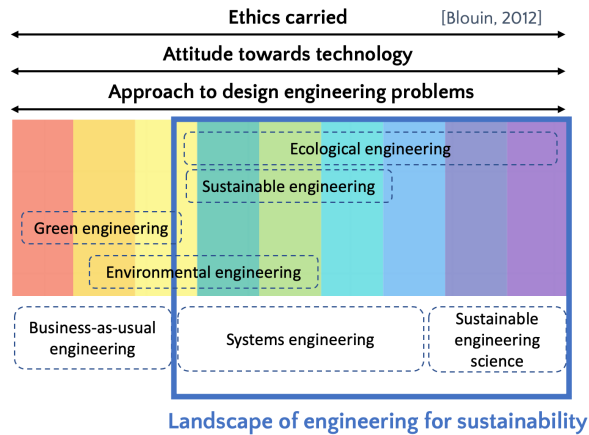 Ethics carried
[Blouin, 2012]
Attitude towards technology
Approach to design engineering problems
Ecological engineering
Sustainable engineering
Green engineering
Environmental engineering
Business-as-usual
engineering
Systems engineering
Sustainable
engineering
science
Landscape of engineering for sustainability